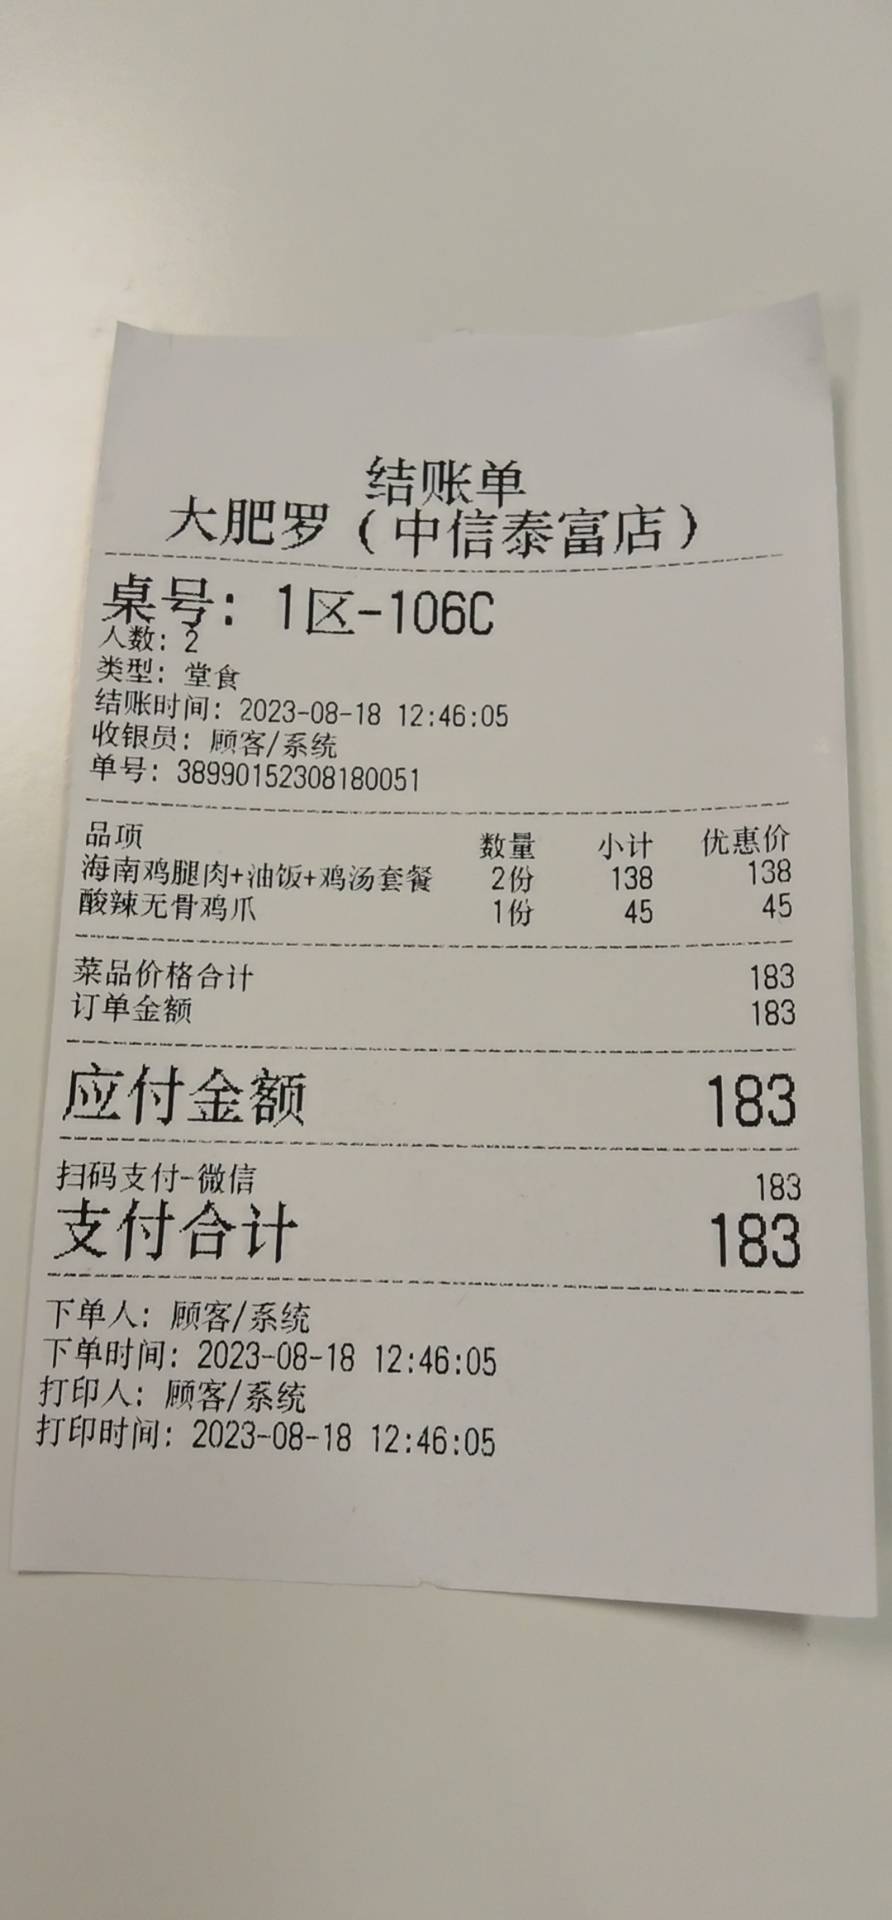 结账单
大肥罗（中信泰富店）
桌号：1区-106C
人数：2
类型：堂食
结账时间：2023-08-18 12:46:05
收银员：顾客/系统
单号：38990152308180051
品项 数量 小计 优惠价
海南鸡腿肉+油饭+鸡汤套餐 2份 138 138
酸辣无骨鸡爪 1份 45 45
菜品价格合计 183
订单金额 183
应付金额 183
扫码支付-微信 183
支付合计 183
下单人：顾客/系统
下单时间：2023-08-18 12:46:05
打印人：顾客/系统
打印时间：2023-08-18 12:46:05